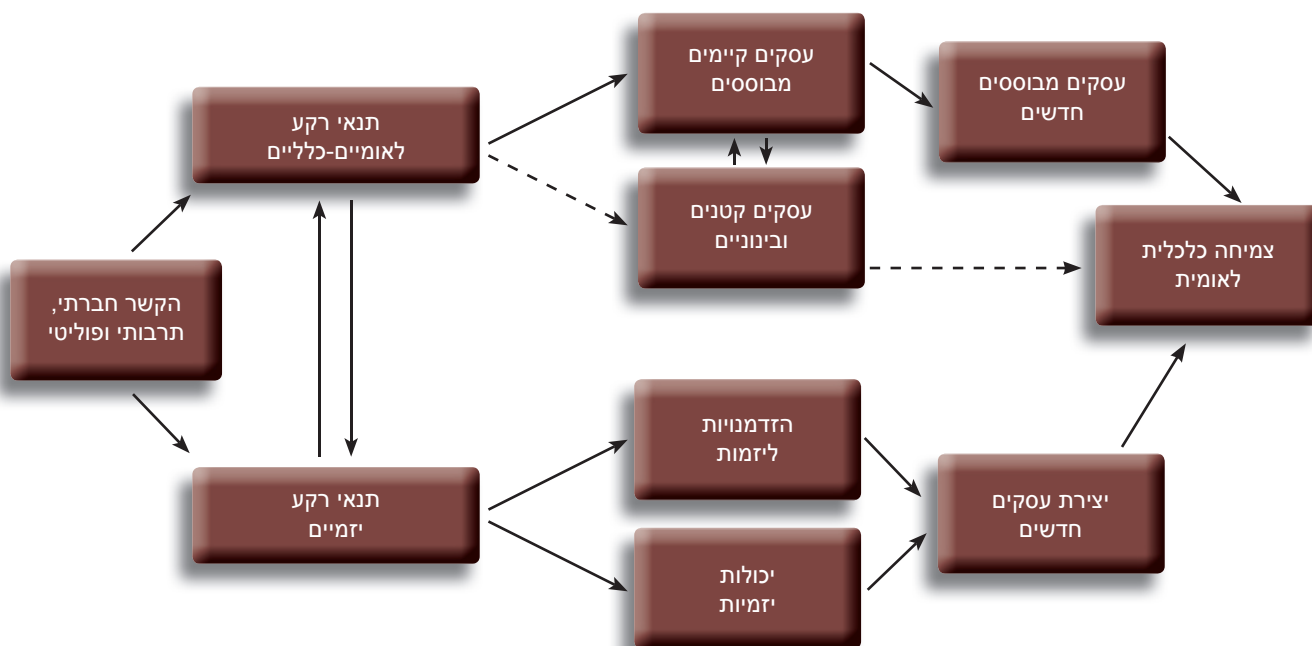 עסקים קיימים
מבוססים
עסקים מבוססים
חדשים
תנאי רקע
לאומיים-כלליים
עסקים קטנים
ובינוניים
צמיחה כלכלית
לאומית
הקשר חברתי,
תרבותי ופוליטי
הזדמנויות
ליזמות
תנאי רקע
יזמיים
יצירת עסקים
חדשים
יכולות
יזמיות